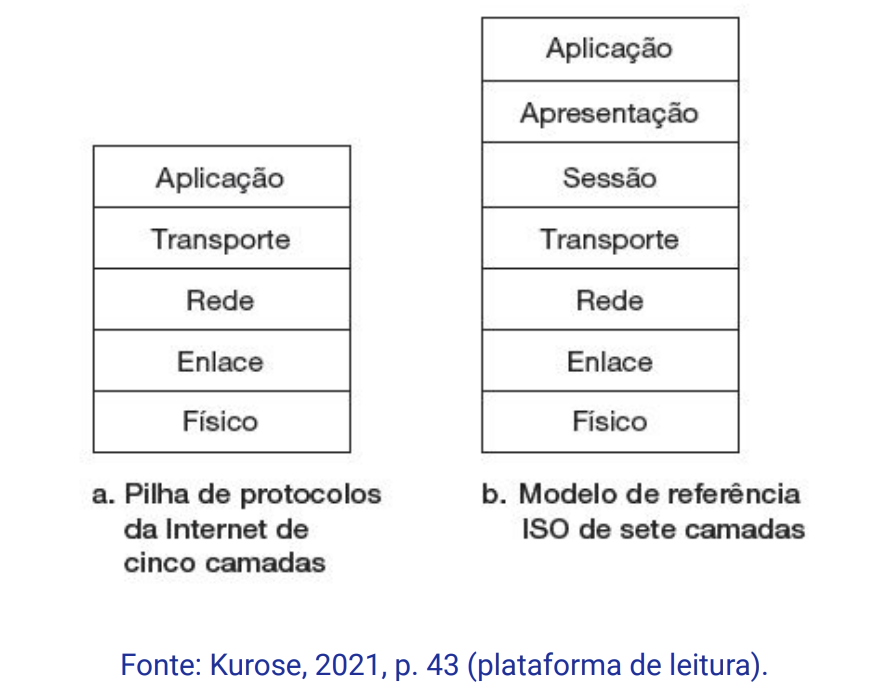 Aplicação
Transporte
Rede
Enlace
Físico
a. Pilha de protocolos
da Internet de
cinco camadas
Aplicação
Apresentação
Sessão
Transporte
Rede
Enlace
Físico
b. Modelo de referência
ISO de sete camadas
Fonte: Kurose, 2021, p. 43 (plataforma de leitura).